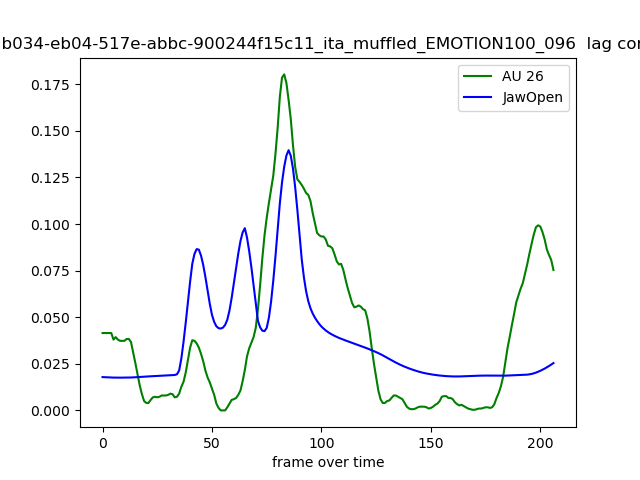 b034-eb04-517e-abbc-900244f15c11_ita_muffled_EMOTION100_096 lag
AU 26
JawOpen
0.175
0.150
0.125
0.100
0.075
0.050
0.025
0.000
0 50 100 150 200
frame over time